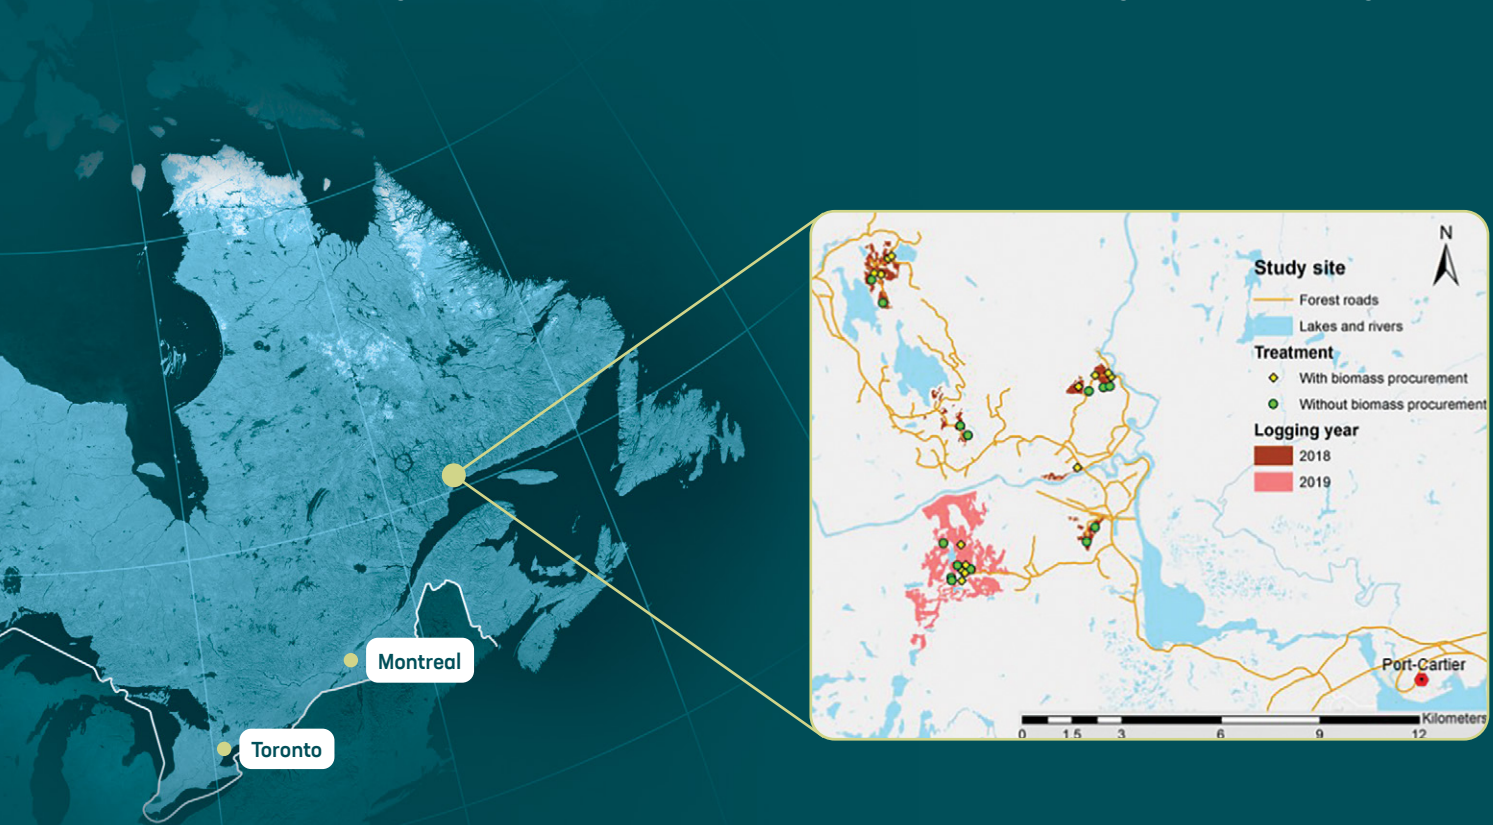 Montreal
Toronto
N
Study site
Forest roads
Lakes and rivers
Treatment
With biomass procurement
Without biomass procurement
Logging year
2018
2019
Port-Cartier
Kilometers
0 1.5 3 6 9 12